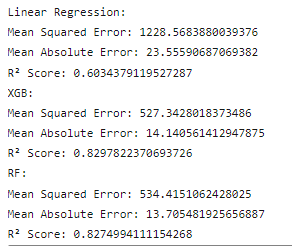 Linear Regression:
Mean Squared Error: 1228.5683880039376
Mean Absolute Error: 23.55590687069382
R² Score: 0.6034379119527287
XGB:
Mean Squared Error: 527.3428018373486
Mean Absolute Error: 14.140561412947875
R² Score: 0.8297822370693726
RF:
Mean Squared Error: 534.4151062428025
Mean Absolute Error: 13.705481925656887
R² Score: 0.8274994111154268